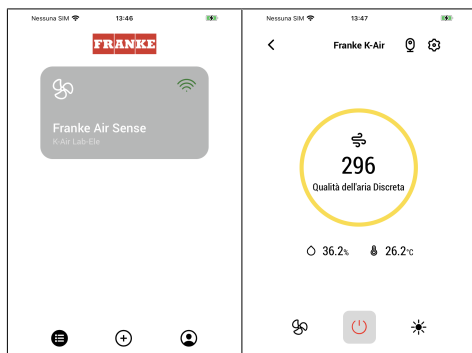 Nessuna SIM 13:46
FRANKE
Franke Air Sense
K-Air Lab-Efe
Nessuna SIM 13:47
Franke K-Air
296
Qualità dell'aria Discreta
36.2% 26.2°C